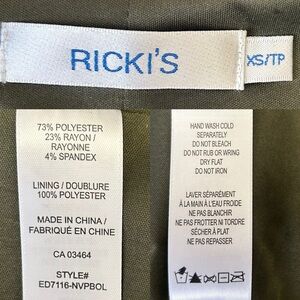 RICKI'S
XS/TP
73% POLYESTER
23% RAYON /
RAYONNE
4% SPANDEX
LINING / DOUBLURE
100% POLYESTER
MADE IN CHINA /
FABRIQUÉ EN CHINE
CA 03464
STYLE#
ED7116-NVPBOL
HAND WASH COLD
SEPARATELY
DO NOT BLEACH
DO NOT RUB OR WRING
DRY FLAT
DO NOT IRON
LAVER SÉPARÉMENT
À LA MAIN À L'EAU FROIDE
NE PAS BLANCHIR
NE PAS FROTTER NI TORDRE
SÉCHER À PLAT
NE PAS REPASSER